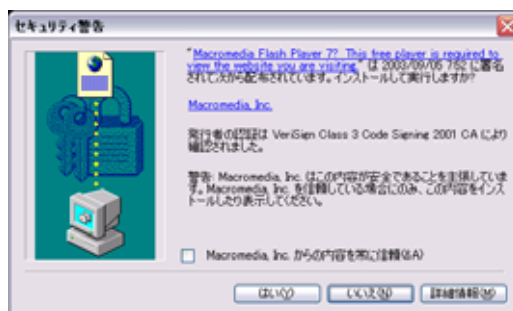 セキュリティ警告
"Macromedia Flash Player 7?? This free player is required to
view the website you are visiting." は 2003/09/05 7:52 に署名
され次から配布されています。インストールして実行しますか?
Macromedia, Inc.
発行者の認証は VeriSign Class 3 Code Signing 2001 CA により
確認されました。
警告: Macromedia, Inc. はこの内容が安全であることを主張していま
す。Macromedia, Inc. を信頼している場合にのみ、この内容をインス
トールしたり表示してください。
Macromedia, Inc. からの内容を常に信頼(&A)
はい(Y)
いいえ(N)
詳細情報(M)